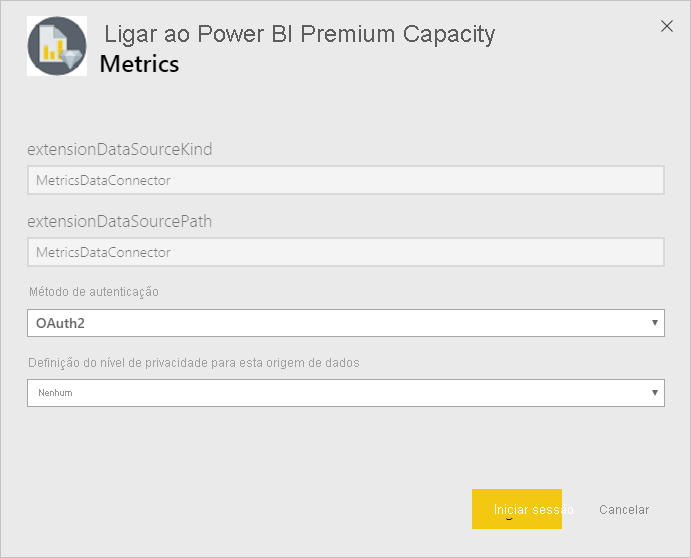 Ligar ao Power BI Premium Capacity
Metrics
extensionDataSourceKind
MetricsDataConnector
extensionDataSourcePath
MetricsDataConnector
Método de autenticação
OAuth2
Definição do nível de privacidade para esta origem de dados
Nenhum
Iniciar sessão
Cancelar